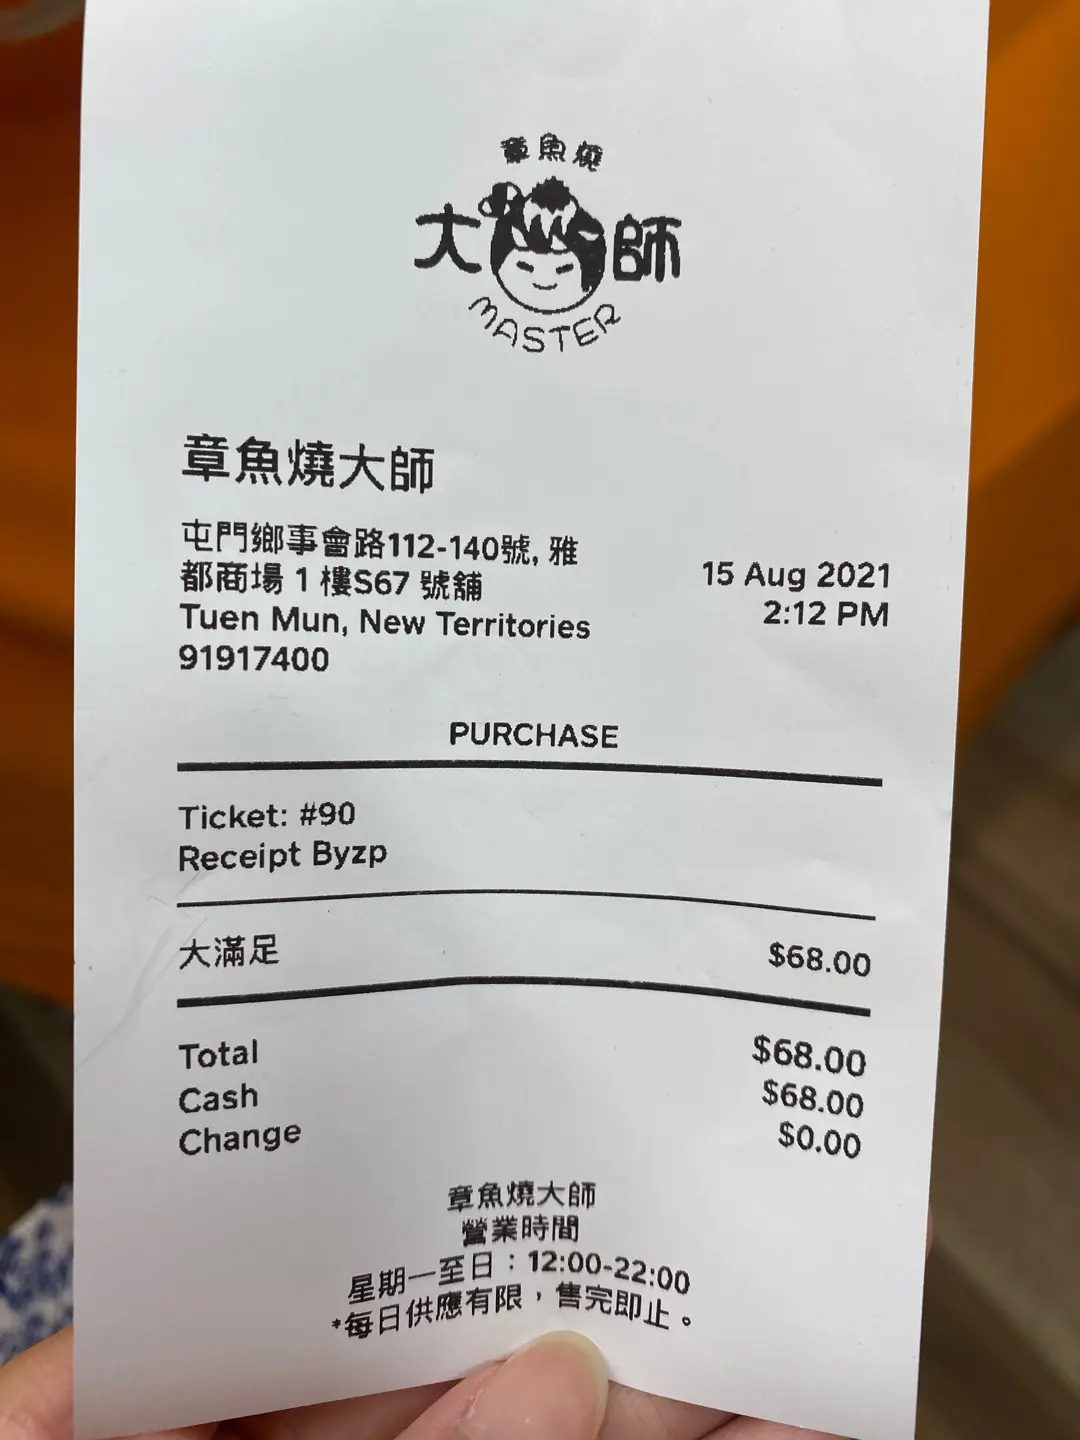 章魚燒
大師
MASTER
章魚燒大師
屯門鄉事會路112-140號, 雅
都商場 1 樓S67 號舖
Tuen Mun, New Territories
91917400
15 Aug 2021
2:12 PM
PURCHASE
Ticket: #90
Receipt Byzp
大滿足 $68.00
Total $68.00
Cash $68.00
Change $0.00
章魚燒大師
營業時間
星期一至日：12:00-22:00
*每日供應有限，售完即止。